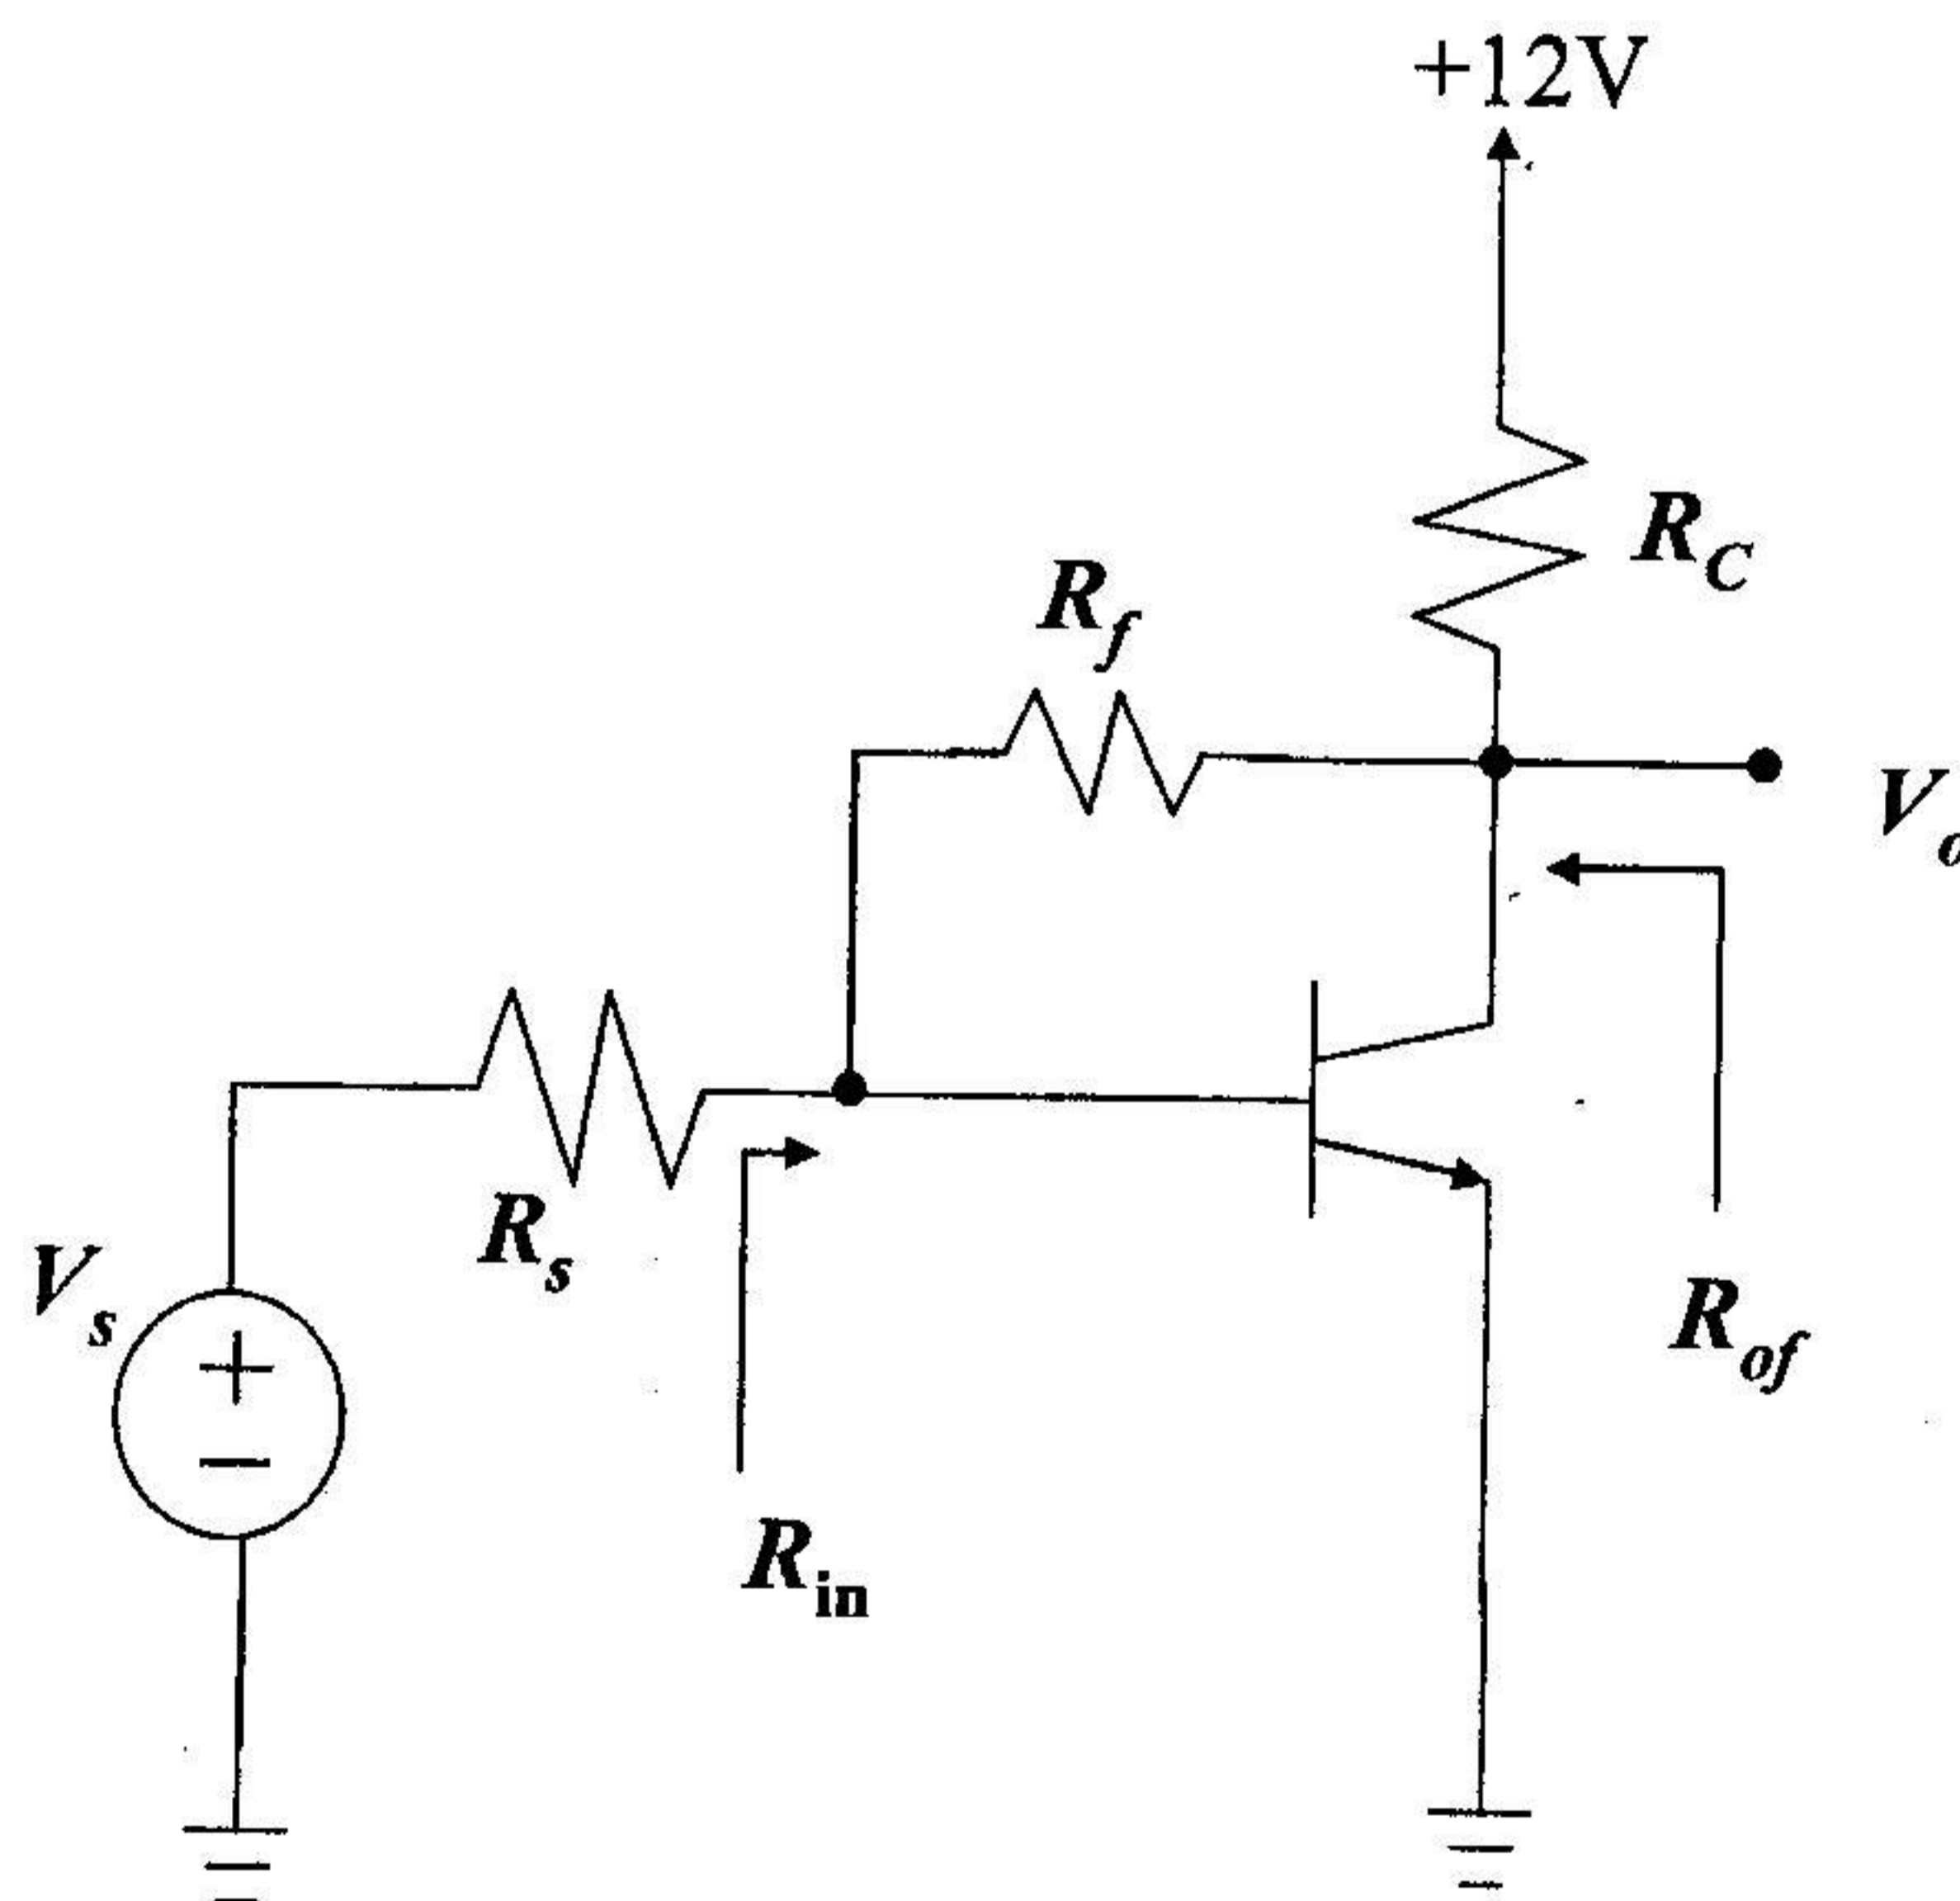 +12V
R_C
R_f
V_o
R_s
V_s
+
−
R_in
R_of